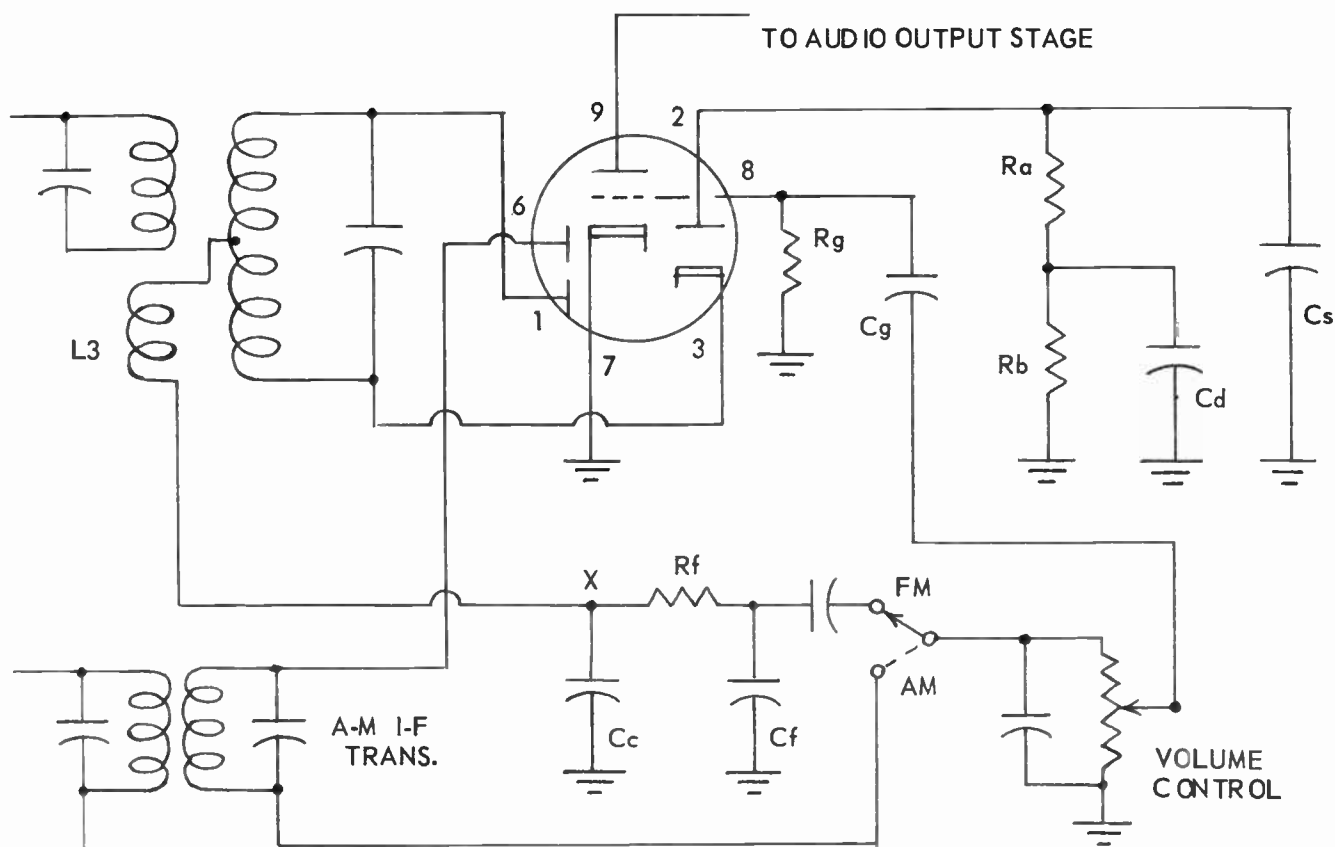 TO AUDIO OUTPUT STAGE
9
2
8
6
1
7
3
Ra
Rg
Cg
Rb
Cd
Cs
L3
X
Rf
FM
AM
Cc
Cf
A-M I-F
TRANS.
VOLUME
CONTROL